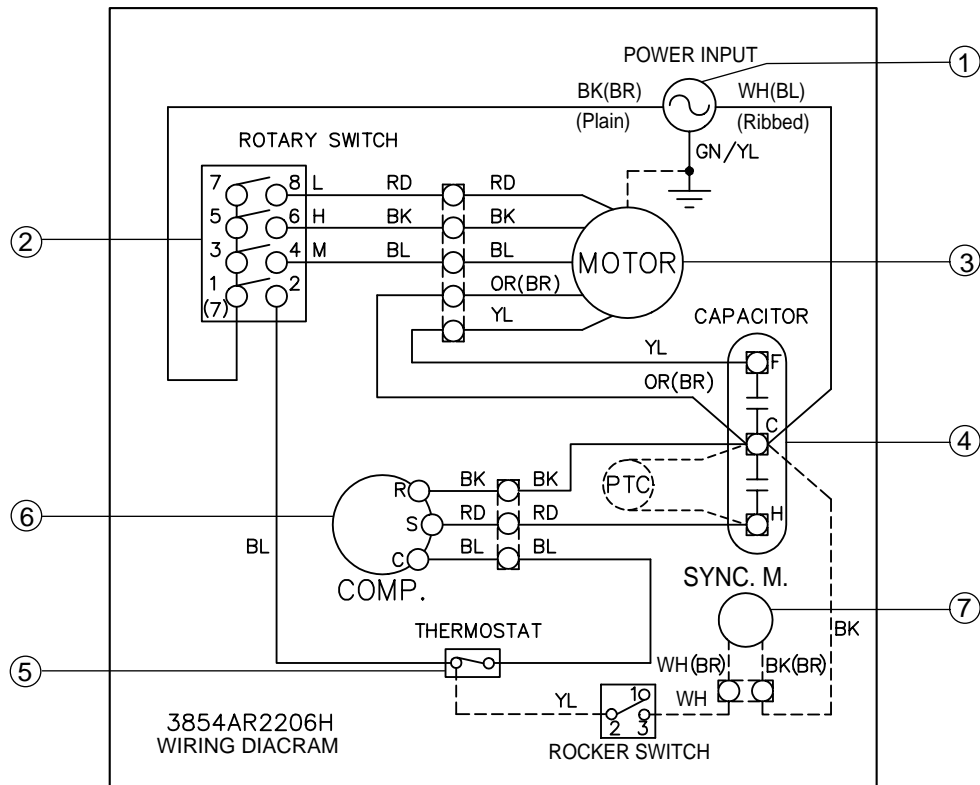 POWER INPUT
1
BK(BR)
WH(BL)
(Plain)
(Ribbed)
GN/YL
ROTARY SWITCH
7 8 L RD RD
5 6 H BK BK
2
3 4 M BL BL
MOTOR
3
1 2
(7)
OR(BR)
YL
CAPACITOR
YL
F
OR(BR)
C
4
PTC
H
6
R BK BK
S RD RD
C BL BL
COMP.
BL
SYNC. M.
7
BK
THERMOSTAT
5
WH(BR) BK(BR)
YL
1
2 3
WH
ROCKER SWITCH
3854AR2206H
WIRING DIACRAM